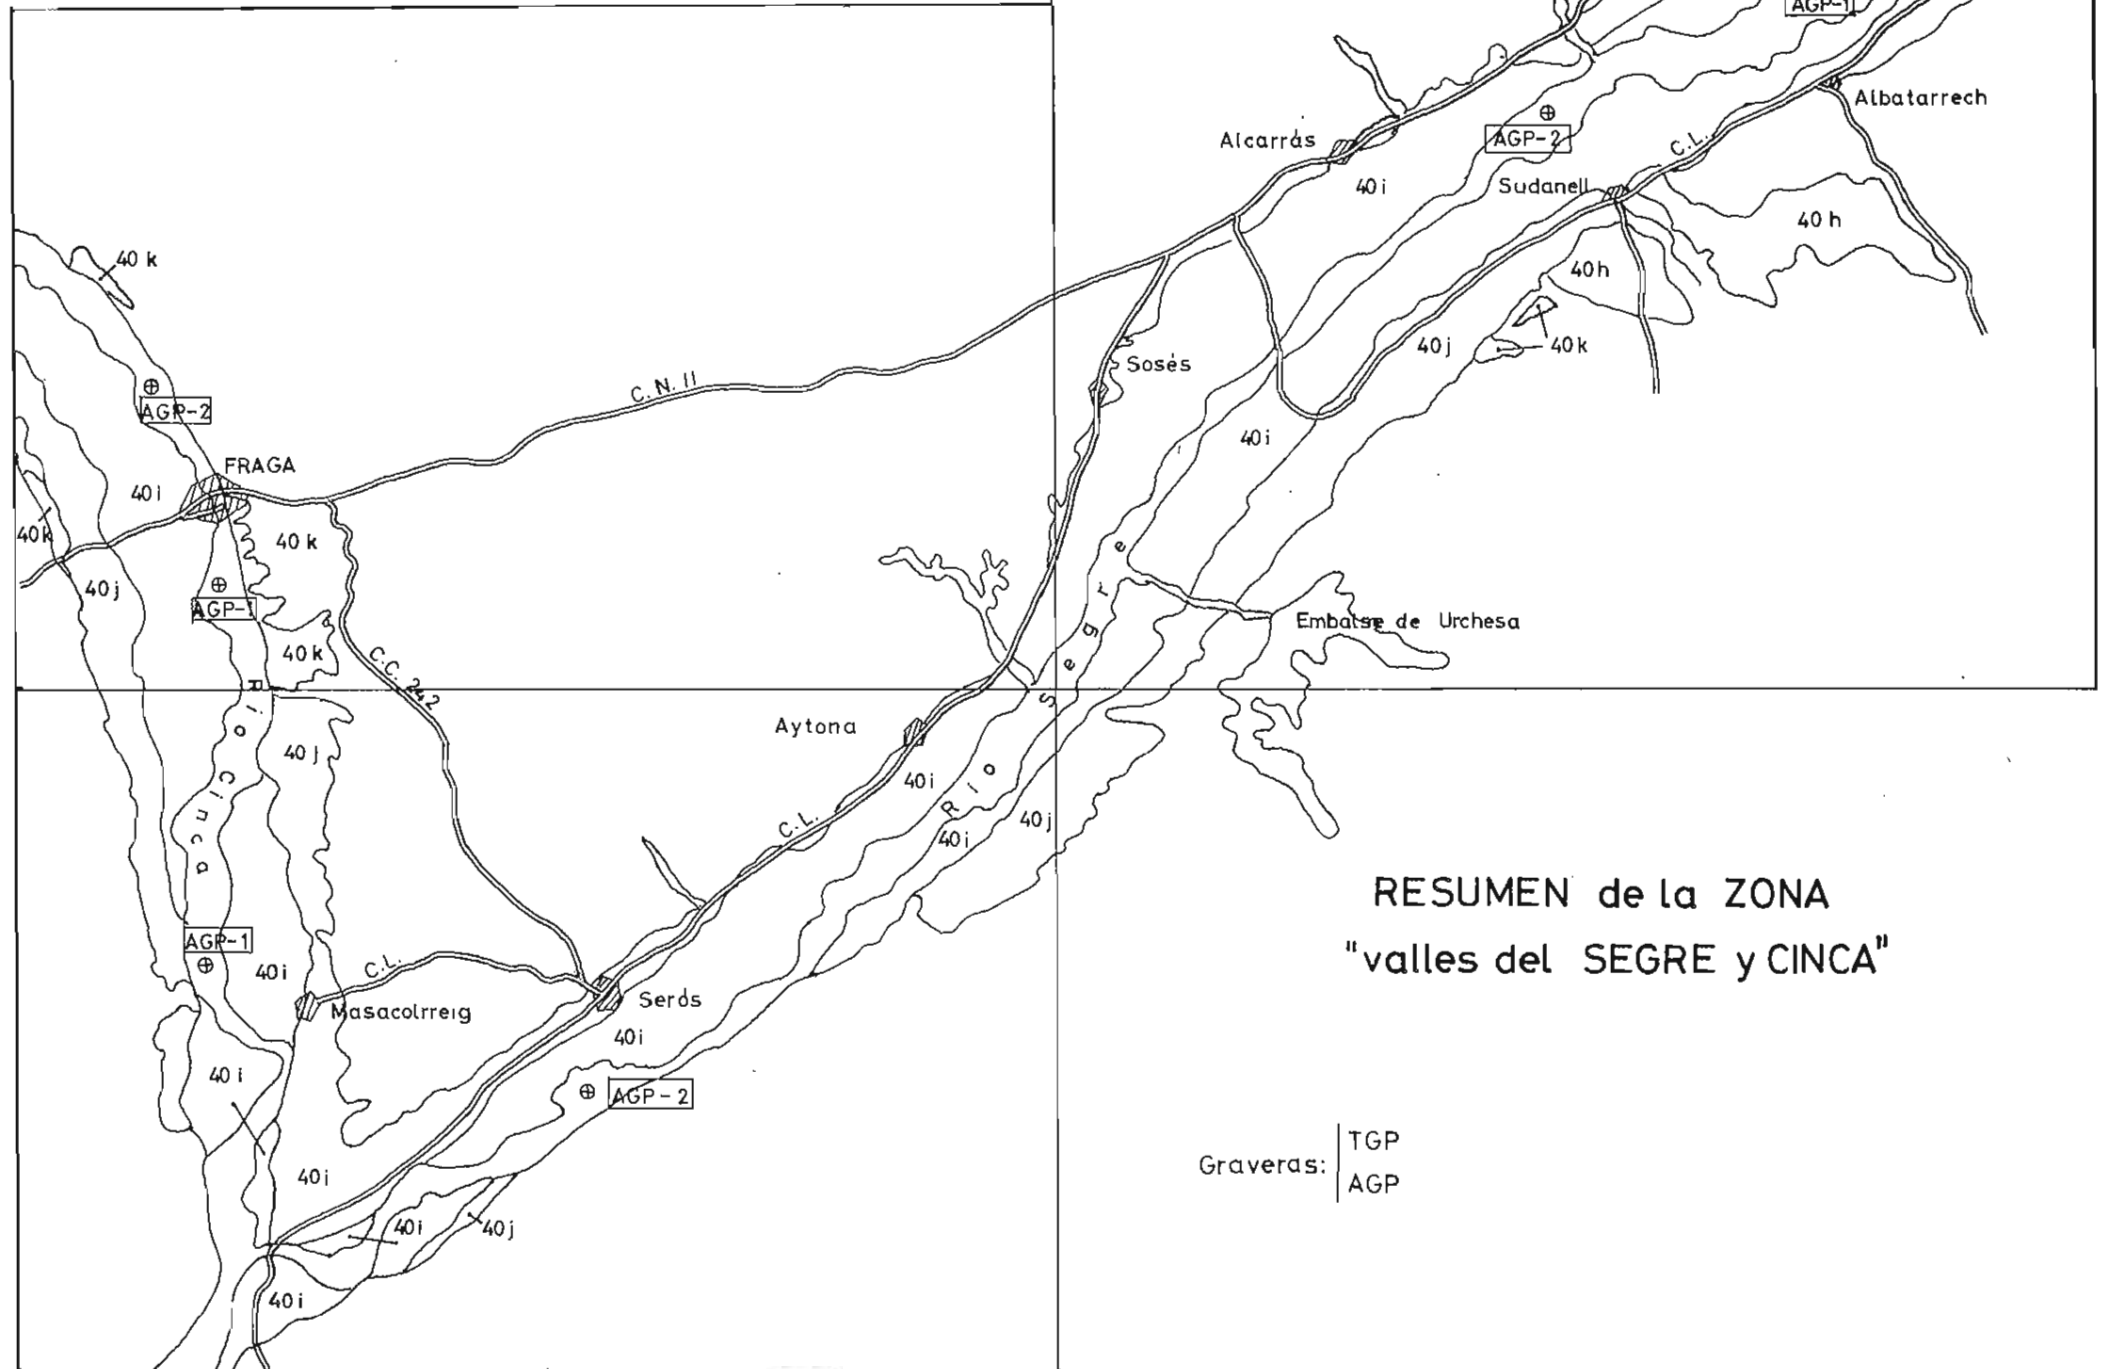 AGP-1
Albatarrech
Alcarrás
AGP-2
C.L.
40 i
Sudanell
40 h
40 k
40 h
40 j
40 k
Sosés
C. N. II
AGP-2
40 i
FRAGA
40 i
40 k
40 k
40 j
AGP-1
Embalse de Urchesa
40 k
C.C. 242
Rio Segre
Aytona
40 j
40 i
Rio Cinca
C.L.
40 i
40 j
RESUMEN de la ZONA
"valles del SEGRE y CINCA"
AGP-1
40 i
C.L.
Masacolrreig
Serós
40 i
40 i
AGP-2
Graveras:
TGP
AGP
40 i
40 i
40 j
40 i